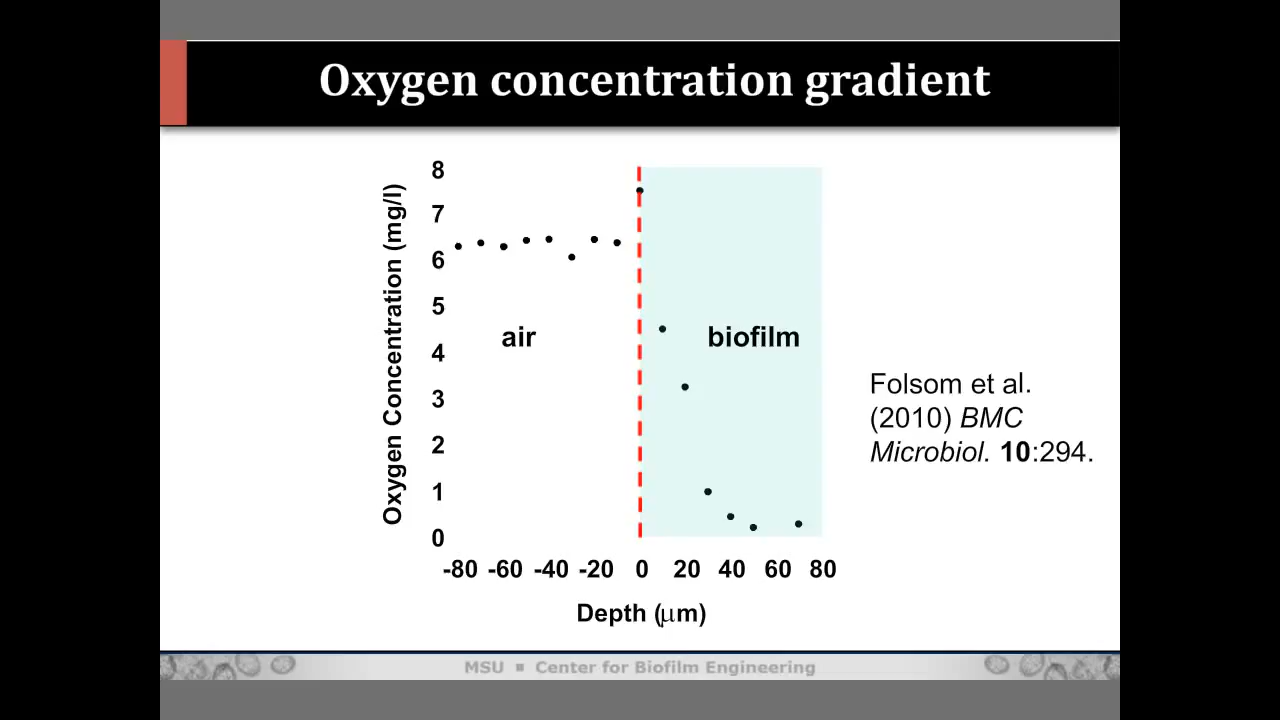 Oxygen concentration gradient
8
7
6
5
4
3
2
1
0
Oxygen Concentration (mg/l)
air
biofilm
-80 -60 -40 -20 0 20 40 60 80
Depth (μm)
Folsom et al.
(2010) BMC
Microbiol. 10:294.
MSU ▪ Center for Biofilm Engineering